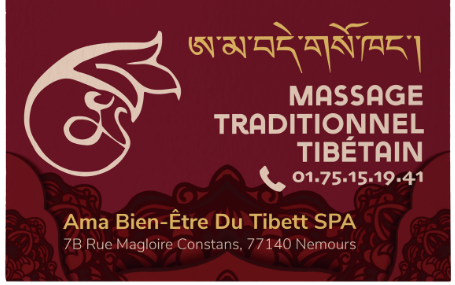 ཨ་མ་བདེ་གསོ་ཁང་།
MASSAGE
TRADITIONNEL
TIBÉTAIN
01.75.15.19.41
Ama Bien-Être Du Tibett SPA
7B Rue Magloire Constans, 77140 Nemours